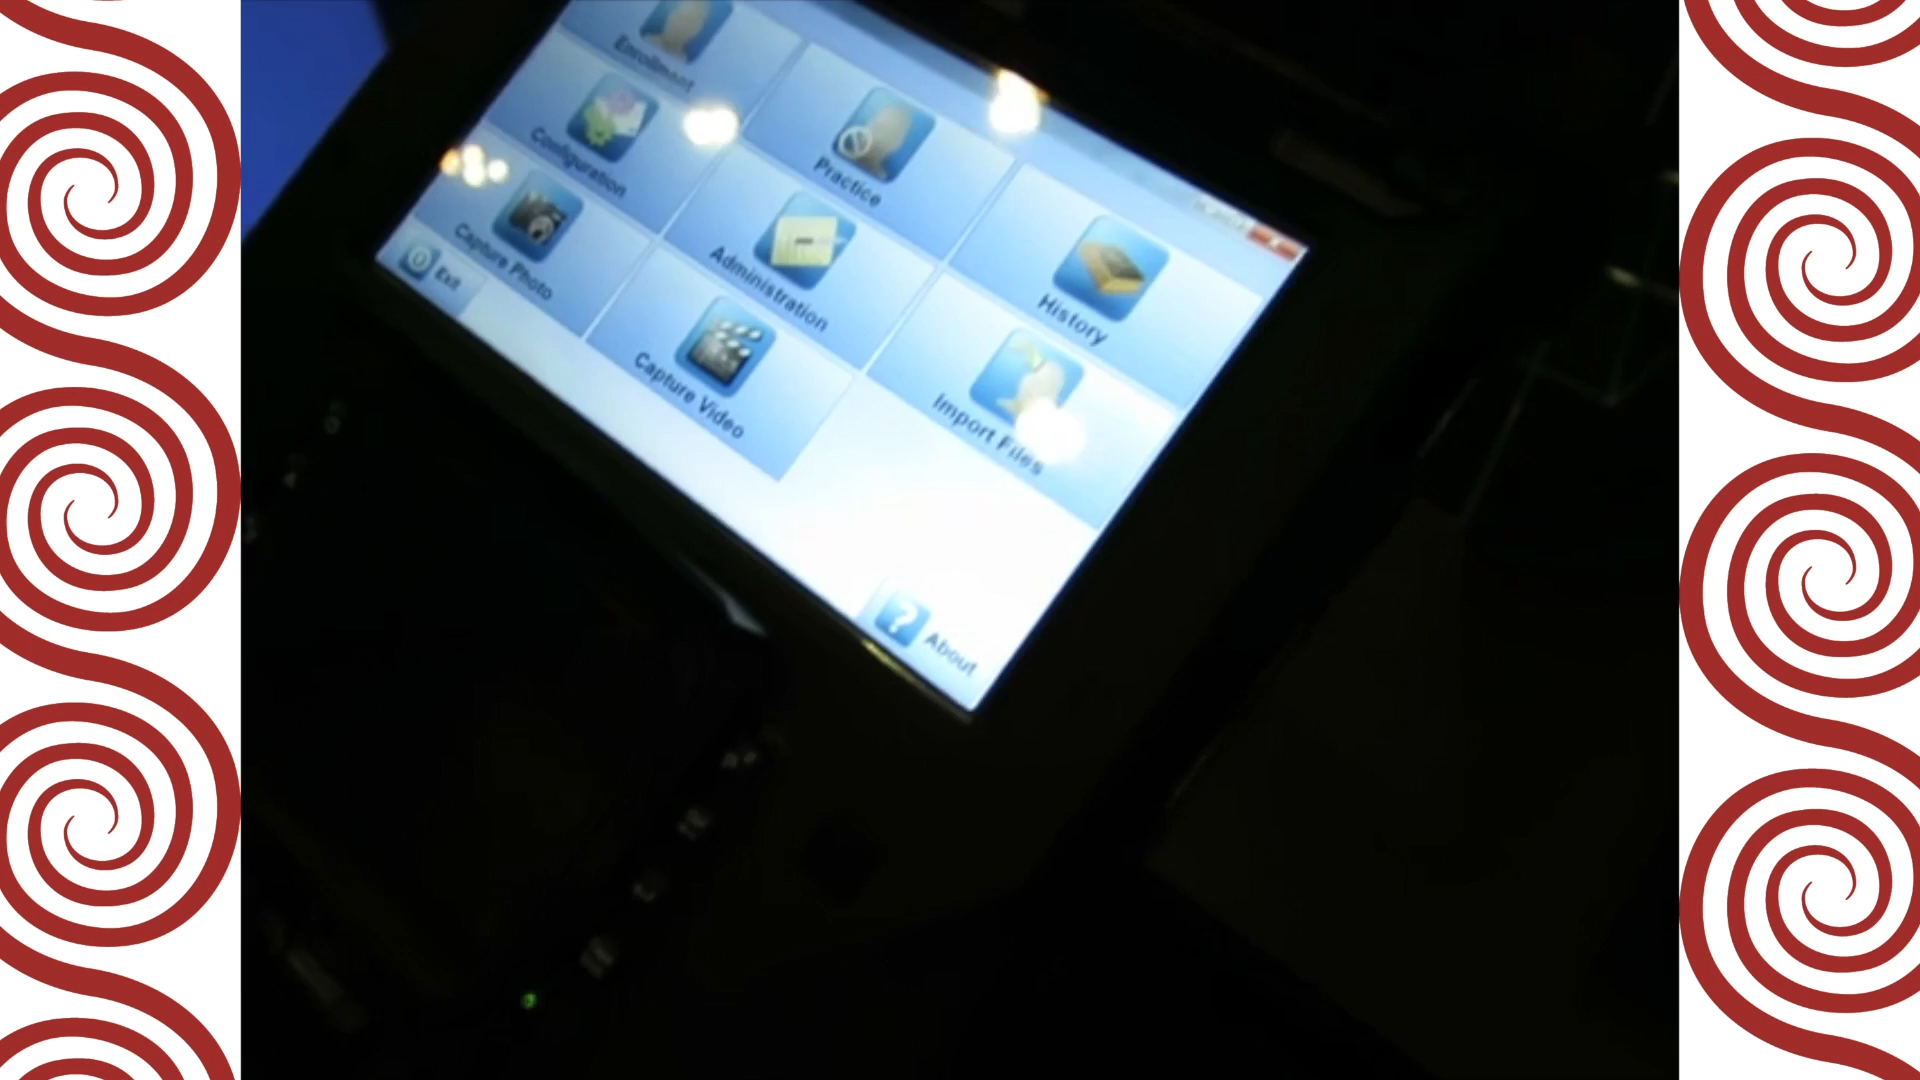 Enrollment
Practice
History
Configuration
Administration
Import Files
Capture Photo
Capture Video
Exit
About